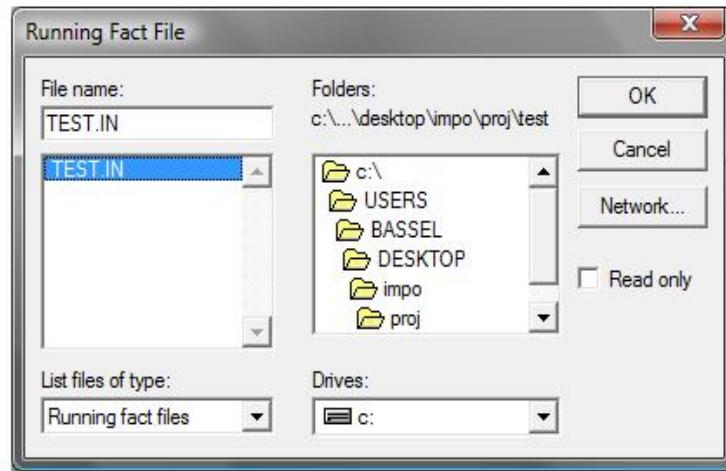 Running Fact File
File name:
TEST.IN
TEST.IN
List files of type:
Running fact files
Folders:
c:\...\desktop\impo\proj\test
c:\
USERS
BASSEL
DESKTOP
impo
proj
Drives:
c:
OK
Cancel
Network...
Read only